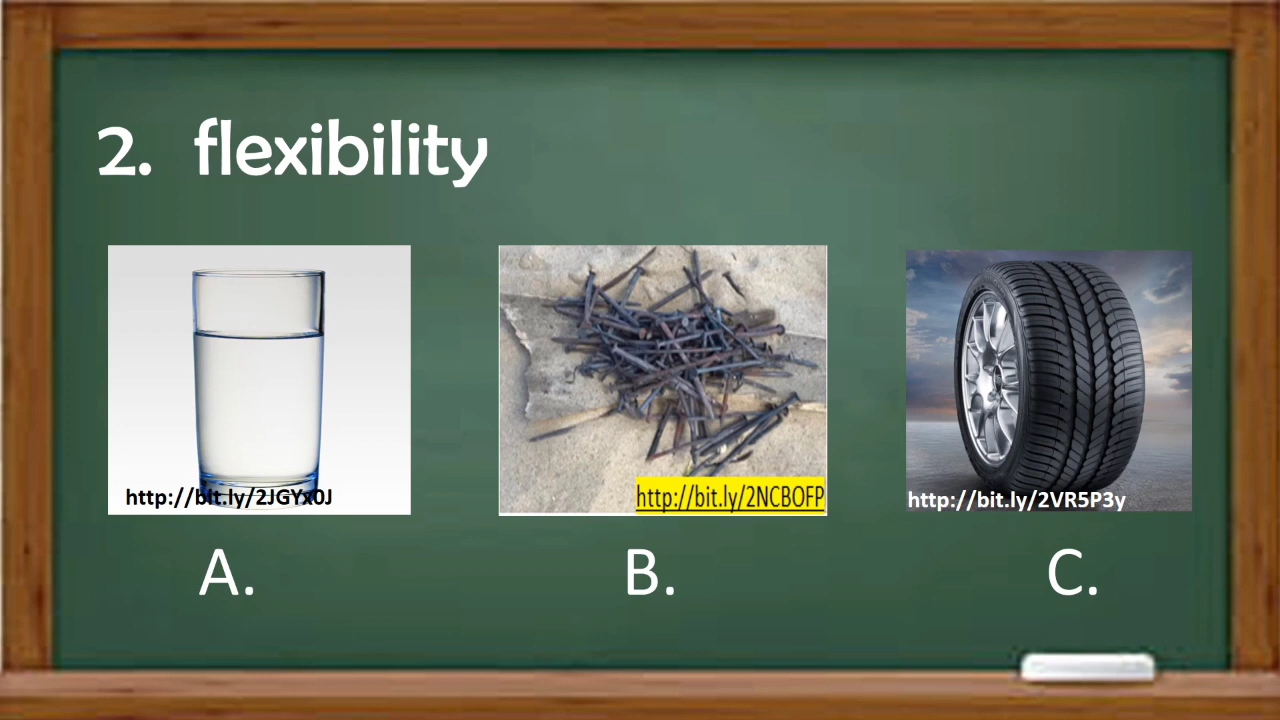 2. flexibility
http://bit.ly/2JGYx0J
http://bit.ly/2NCBOFP
http://bit.ly/2VR5P3y
A.
B.
C.